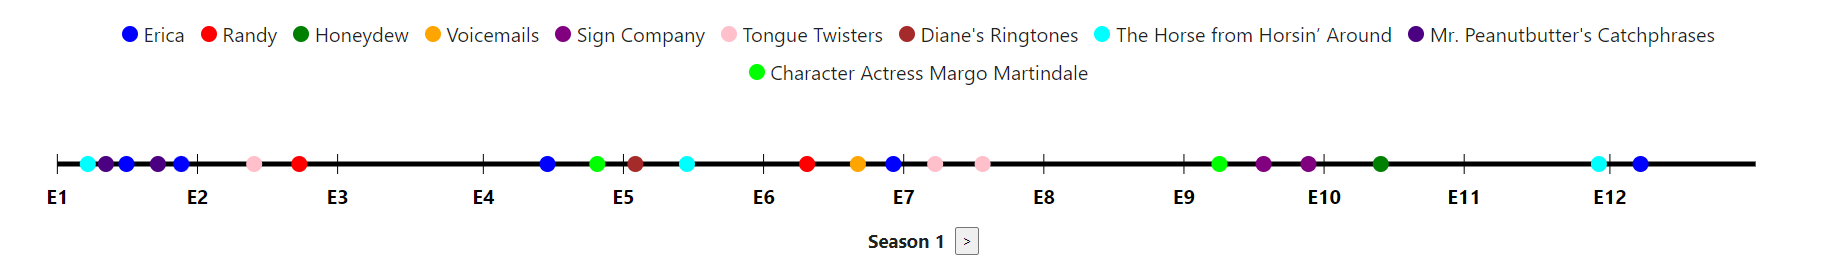 Erica Randy Honeydew Voicemails Sign Company Tongue Twisters Diane's Ringtones The Horse from Horsin’ Around Mr. Peanutbutter's Catchphrases
Character Actress Margo Martindale
E1 E2 E3 E4 E5 E6 E7 E8 E9 E10 E11 E12
Season 1 >